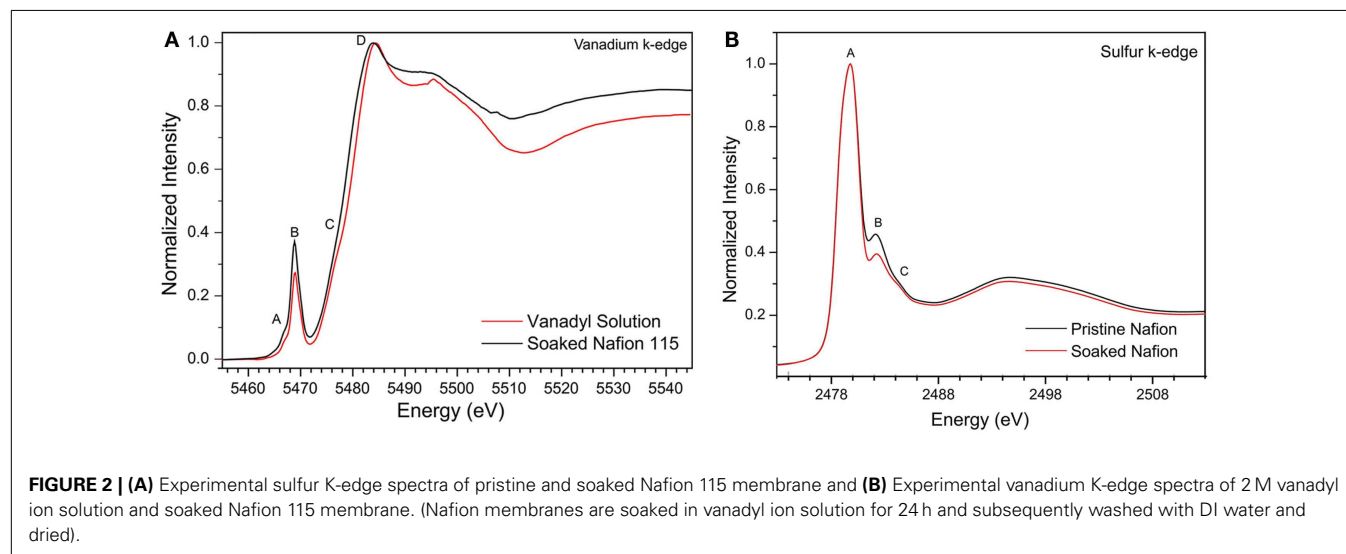 A
Vanadium k-edge
D
B
C
A
Vanadyl Solution
Soaked Nafion 115
Normalized Intensity
1.0
0.8
0.6
0.4
0.2
0.0
5460 5470 5480 5490 5500 5510 5520 5530 5540
Energy (eV)
B
Sulfur k-edge
A
B
C
Pristine Nafion
Soaked Nafion
Normalized Intensity
1.0
0.8
0.6
0.4
0.2
2478 2488 2498 2508
Energy (eV)
FIGURE 2 | (A) Experimental sulfur K-edge spectra of pristine and soaked Nafion 115 membrane and (B) Experimental vanadium K-edge spectra of 2 M vanadyl
ion solution and soaked Nafion 115 membrane. (Nafion membranes are soaked in vanadyl ion solution for 24 h and subsequently washed with DI water and
dried).